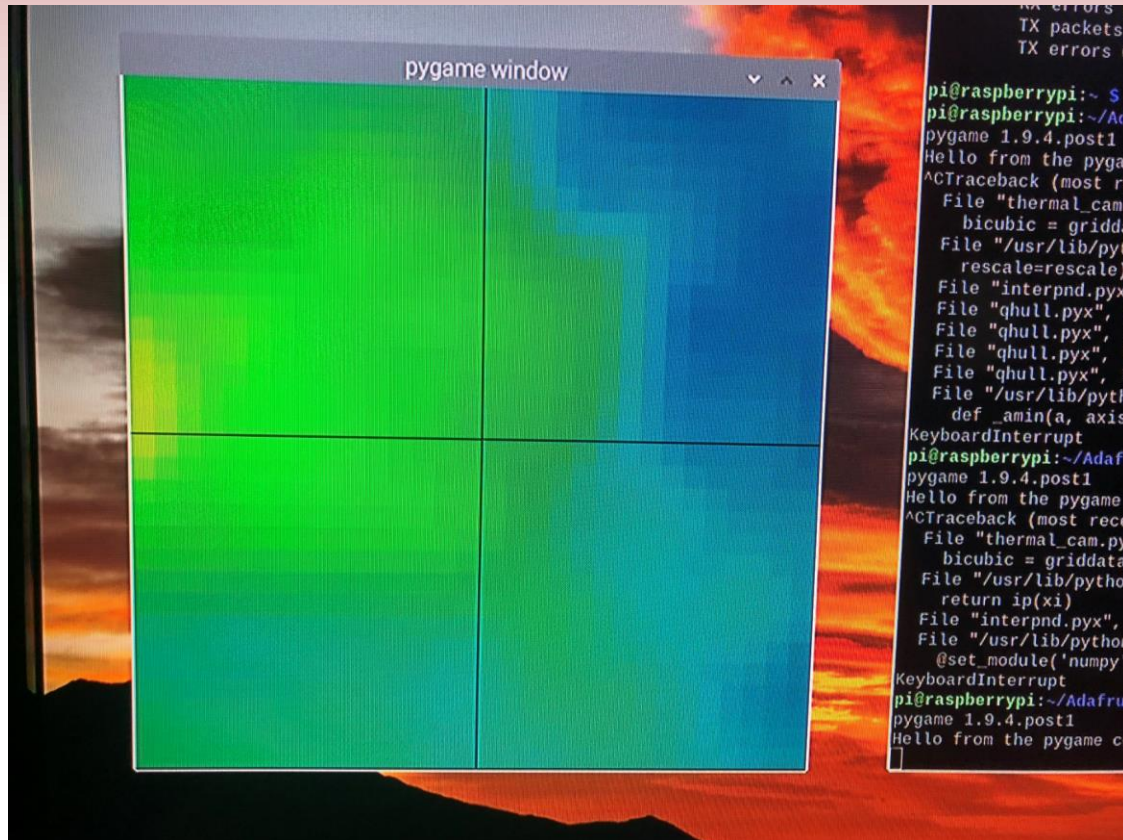 pygame window
RX errors
TX packets
TX errors
pi@raspberrypi:~ $
pi@raspberrypi:~/Ad
pygame 1.9.4.post1
Hello from the pyga
^CTraceback (most r
File "thermal_cam
bicubic = gridda
File "/usr/lib/pyt
rescale=rescale)
File "interpnd.pyx
File "qhull.pyx",
File "qhull.pyx",
File "qhull.pyx",
File "qhull.pyx",
File "/usr/lib/pyth
def _amin(a, axis
KeyboardInterrupt
pi@raspberrypi:~/Adaf
pygame 1.9.4.post1
Hello from the pygame
^CTraceback (most rece
File "thermal_cam.py
bicubic = griddata
File "/usr/lib/pytho
return ip(xi)
File "interpnd.pyx",
File "/usr/lib/python
@set_module('numpy
KeyboardInterrupt
pi@raspberrypi:~/Adafru
pygame 1.9.4.post1
Hello from the pygame c